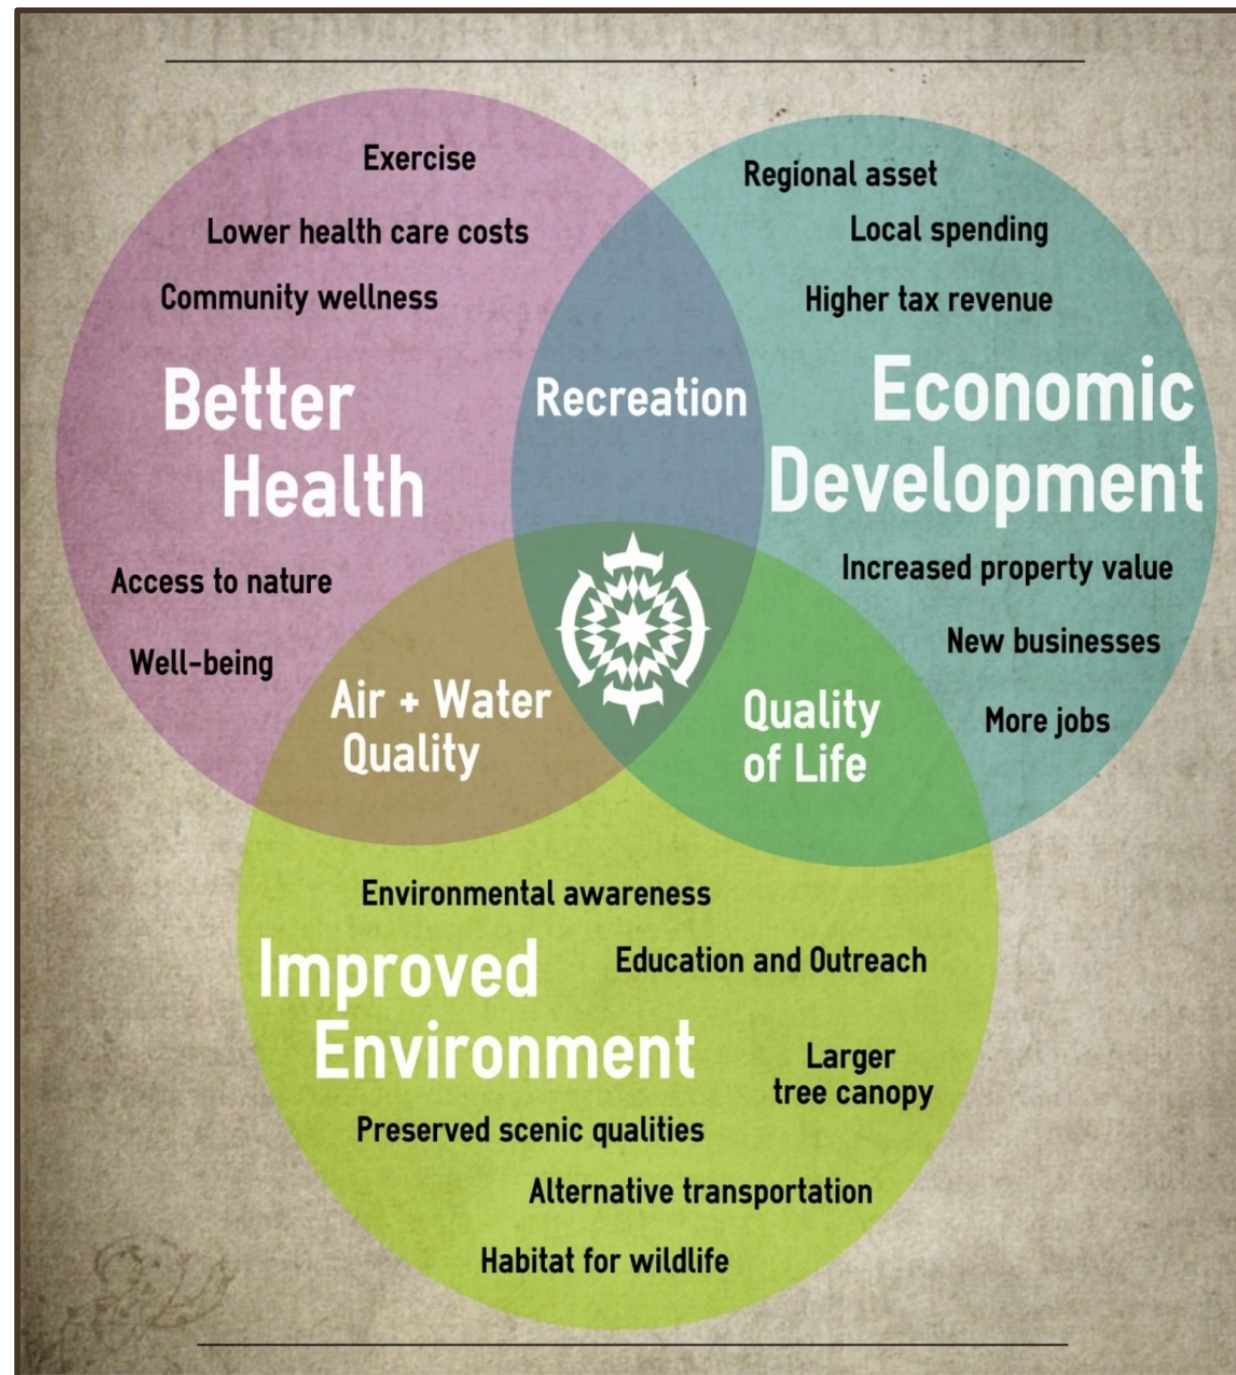 Exercise
Lower health care costs
Community wellness
Better
Health
Access to nature
Well-being
Recreation
Regional asset
Local spending
Higher tax revenue
Economic
Development
Increased property value
New businesses
More jobs
Air + Water
Quality
Quality
of Life
Environmental awareness
Improved
Environment
Education and Outreach
Larger
tree canopy
Preserved scenic qualities
Alternative transportation
Habitat for wildlife